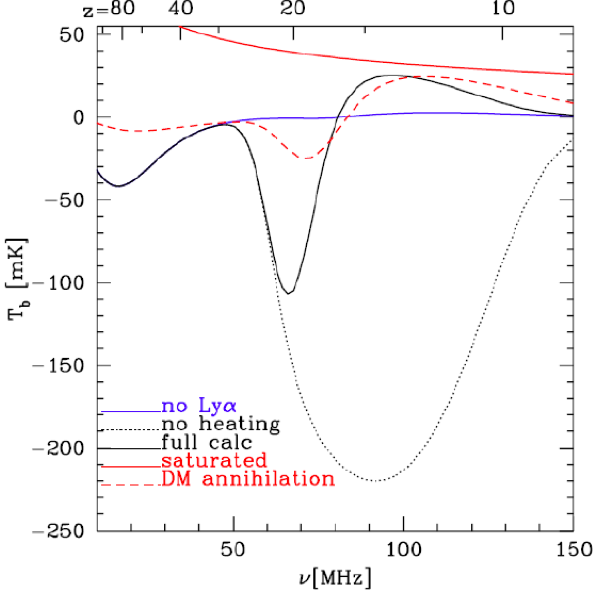 z=80 40 20 10
50
0
−50
−100
−150
−200
−250
T_b [mK]
no Lyα
no heating
full calc
saturated
DM annihilation
50 100 150
ν[MHz]